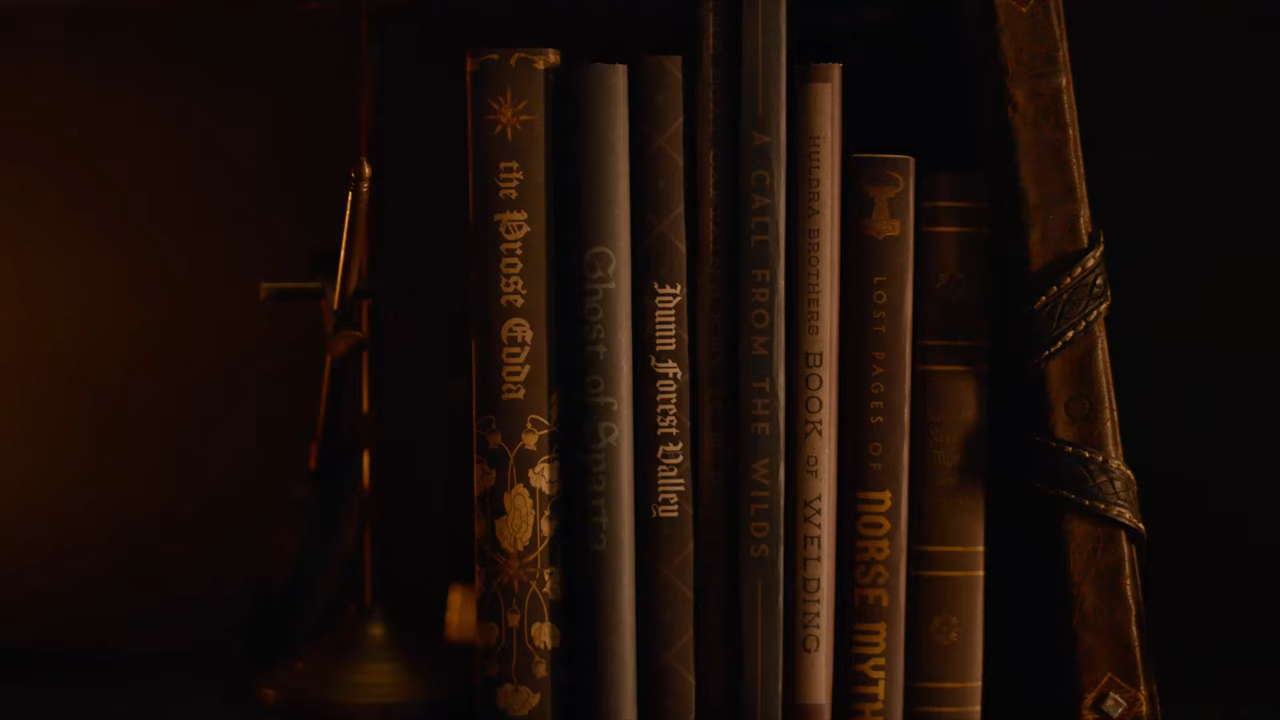 the Prose Edda
Ghost of Sparta
Idunn Forest Valley
A CALL FROM THE WILDS
HULDRA BROTHERS BOOK OF WELDING
LOST PAGES OF NORSE MYTH